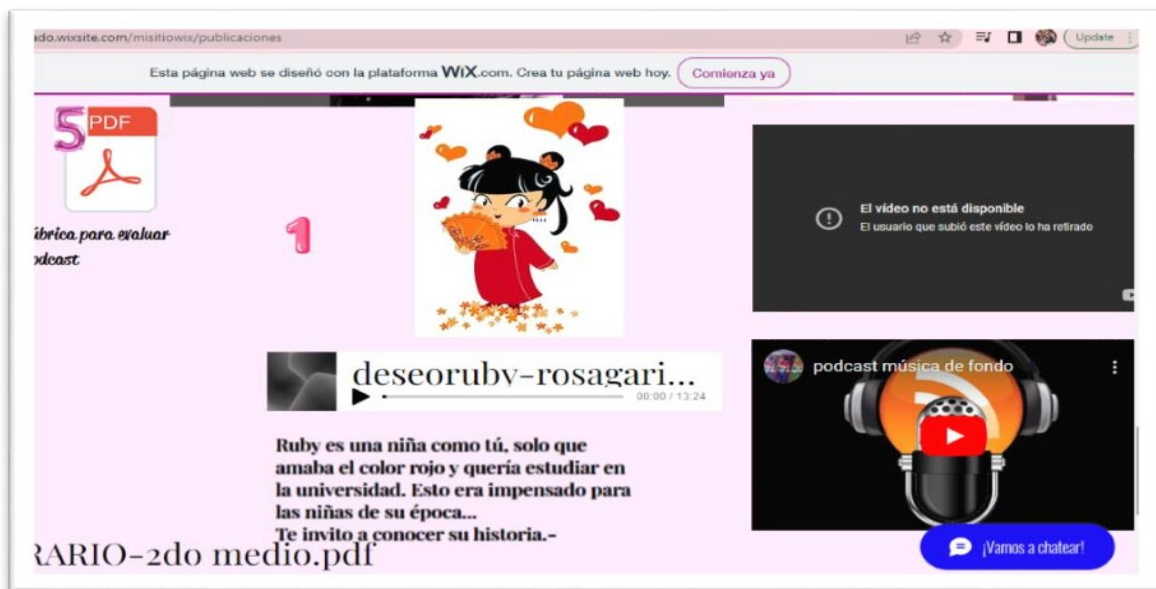 ado.wixsite.com/misitiowix/publicaciones
Update
Esta página web se diseñó con la plataforma WiX.com. Crea tu página web hoy.
Comienza ya
5
PDF
úbrica para evaluar
odcast
1
deseoruby-rosagari...
00:00 / 13:24
Ruby es una niña como tú, solo que
amaba el color rojo y quería estudiar en
la universidad. Esto era impensado para
las niñas de su época...
Te invito a conocer su historia.-
RARIO-2do medio.pdf
El vídeo no está disponible
El usuario que subió este vídeo lo ha retirado
podcast música de fondo
¡Vamos a chatear!